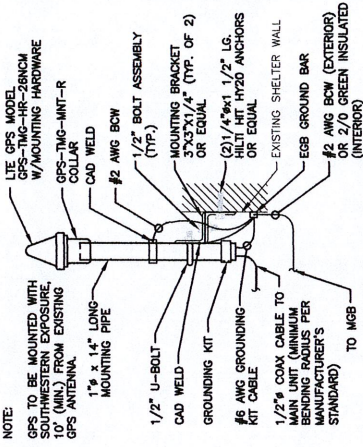 NOTE:
GPS TO BE MOUNTED WITH
SOUTHWESTERN EXPOSURE,
10' (MIN.) FROM EXISTING
GPS ANTENNA.
1"ø x 14" LONG
MOUNTING PIPE
1/2" U-BOLT
CAD WELD
GROUNDING KIT
#6 AWG GROUNDING
KIT CABLE
1/2"ø COAX CABLE TO
MAIN UNIT (MINIMUM
BENDING RADIUS PER
MANUFACTURER'S
STANDARD)
TO MGB
LTE GPS MODEL
GPS-TMG-HR-26NCM
W/MOUNTING HARDWARE
GPS-TMG-MNT-R
COLLAR
CAD WELD
#2 AWG BCW
1/2" BOLT ASSEMBLY
(TYP.)
MOUNTING BRACKET
3"X3"X1/4" (TYP. OF 2)
OR EQUAL
(2)1/4"øx1 1/2" LG.
HILTI HIT HY20 ANCHORS
OR EQUAL
EXISTING SHELTER WALL
EGB GROUND BAR
#2 AWG BCW (EXTERIOR)
OR 2/0 GREEN INSULATED
(INTERIOR)